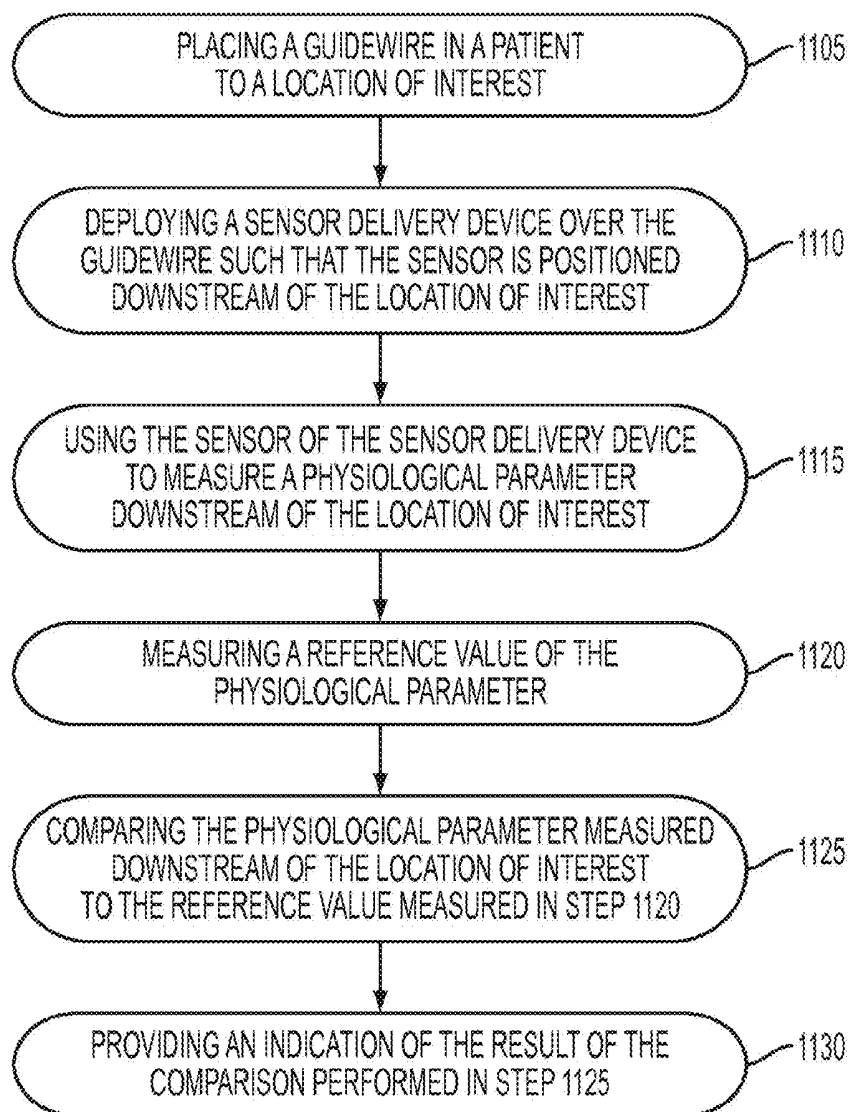 PLACING A GUIDEWIRE IN A PATIENT
TO A LOCATION OF INTEREST
1105
DEPLOYING A SENSOR DELIVERY DEVICE OVER THE
GUIDEWIRE SUCH THAT THE SENSOR IS POSITIONED
DOWNSTREAM OF THE LOCATION OF INTEREST
1110
USING THE SENSOR OF THE SENSOR DELIVERY DEVICE
TO MEASURE A PHYSIOLOGICAL PARAMETER
DOWNSTREAM OF THE LOCATION OF INTEREST
1115
MEASURING A REFERENCE VALUE OF THE
PHYSIOLOGICAL PARAMETER
1120
COMPARING THE PHYSIOLOGICAL PARAMETER MEASURED
DOWNSTREAM OF THE LOCATION OF INTEREST
TO THE REFERENCE VALUE MEASURED IN STEP 1120
1125
PROVIDING AN INDICATION OF THE RESULT OF THE
COMPARISON PERFORMED IN STEP 1125
1130